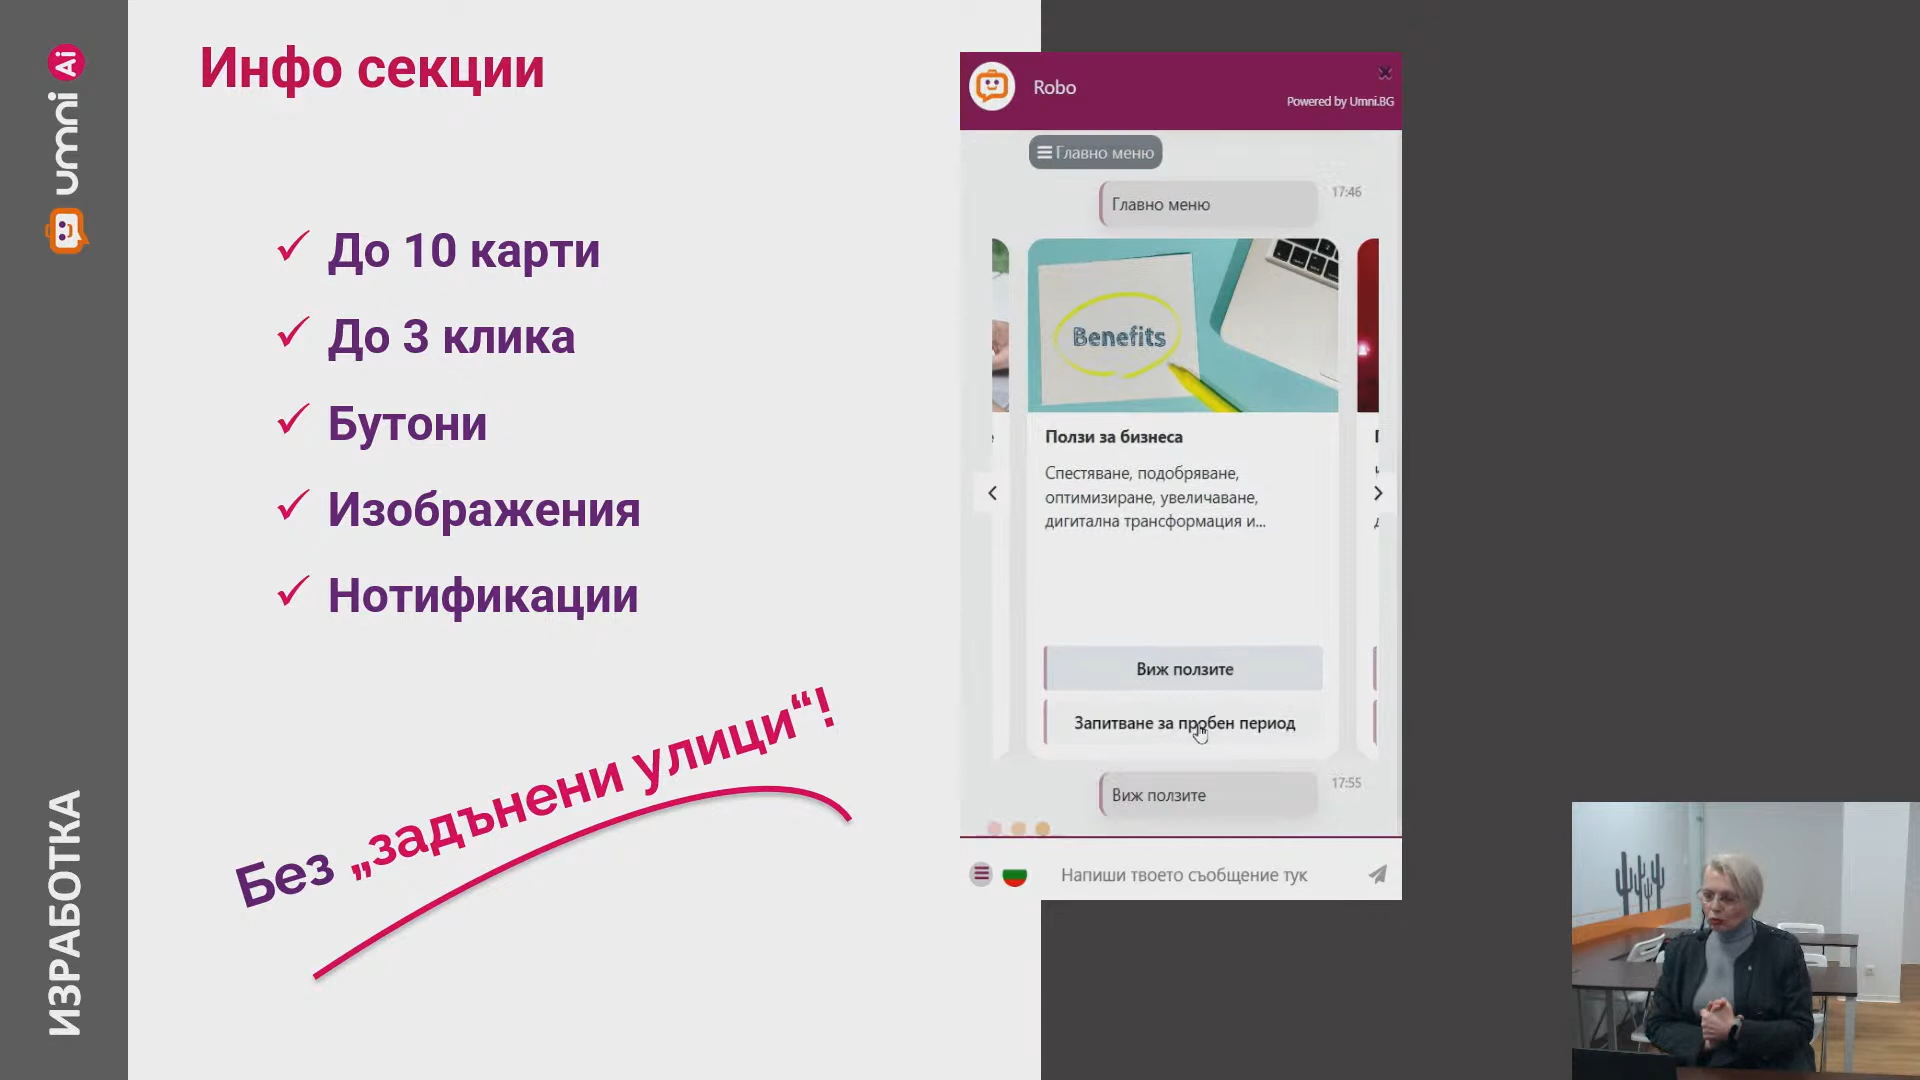 umni Ai
ИЗРАБОТКА
Инфо секции
До 10 карти
До 3 клика
Бутони
Изображения
Нотификации
Без „задънени улици“!
Robo
Powered by Umni.BG
Главно меню
17:46
Главно меню
Benefits
Ползи за бизнеса
Спестяване, подобряване,
оптимизиране, увеличаване,
дигитална трансформация и...
Виж ползите
Запитване за пробен период
17:55
Виж ползите
Напиши твоето съобщение тук